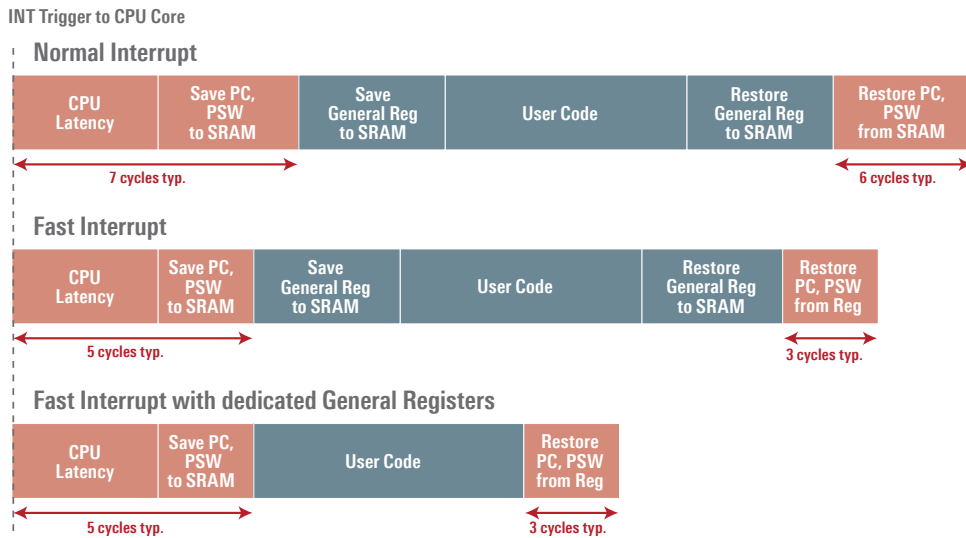 INT Trigger to CPU Core
Normal Interrupt
CPU
Latency
Save PC,
PSW
to SRAM
Save
General Reg
to SRAM
User Code
Restore
General Reg
to SRAM
Restore PC,
PSW
from SRAM
7 cycles typ.
6 cycles typ.
Fast Interrupt
CPU
Latency
Save PC,
PSW
to SRAM
Save
General Reg
to SRAM
User Code
Restore
General Reg
to SRAM
Restore
PC, PSW
from Reg
5 cycles typ.
3 cycles typ.
Fast Interrupt with dedicated General Registers
CPU
Latency
Save PC,
PSW
to SRAM
User Code
Restore
PC, PSW
from Reg
5 cycles typ.
3 cycles typ.